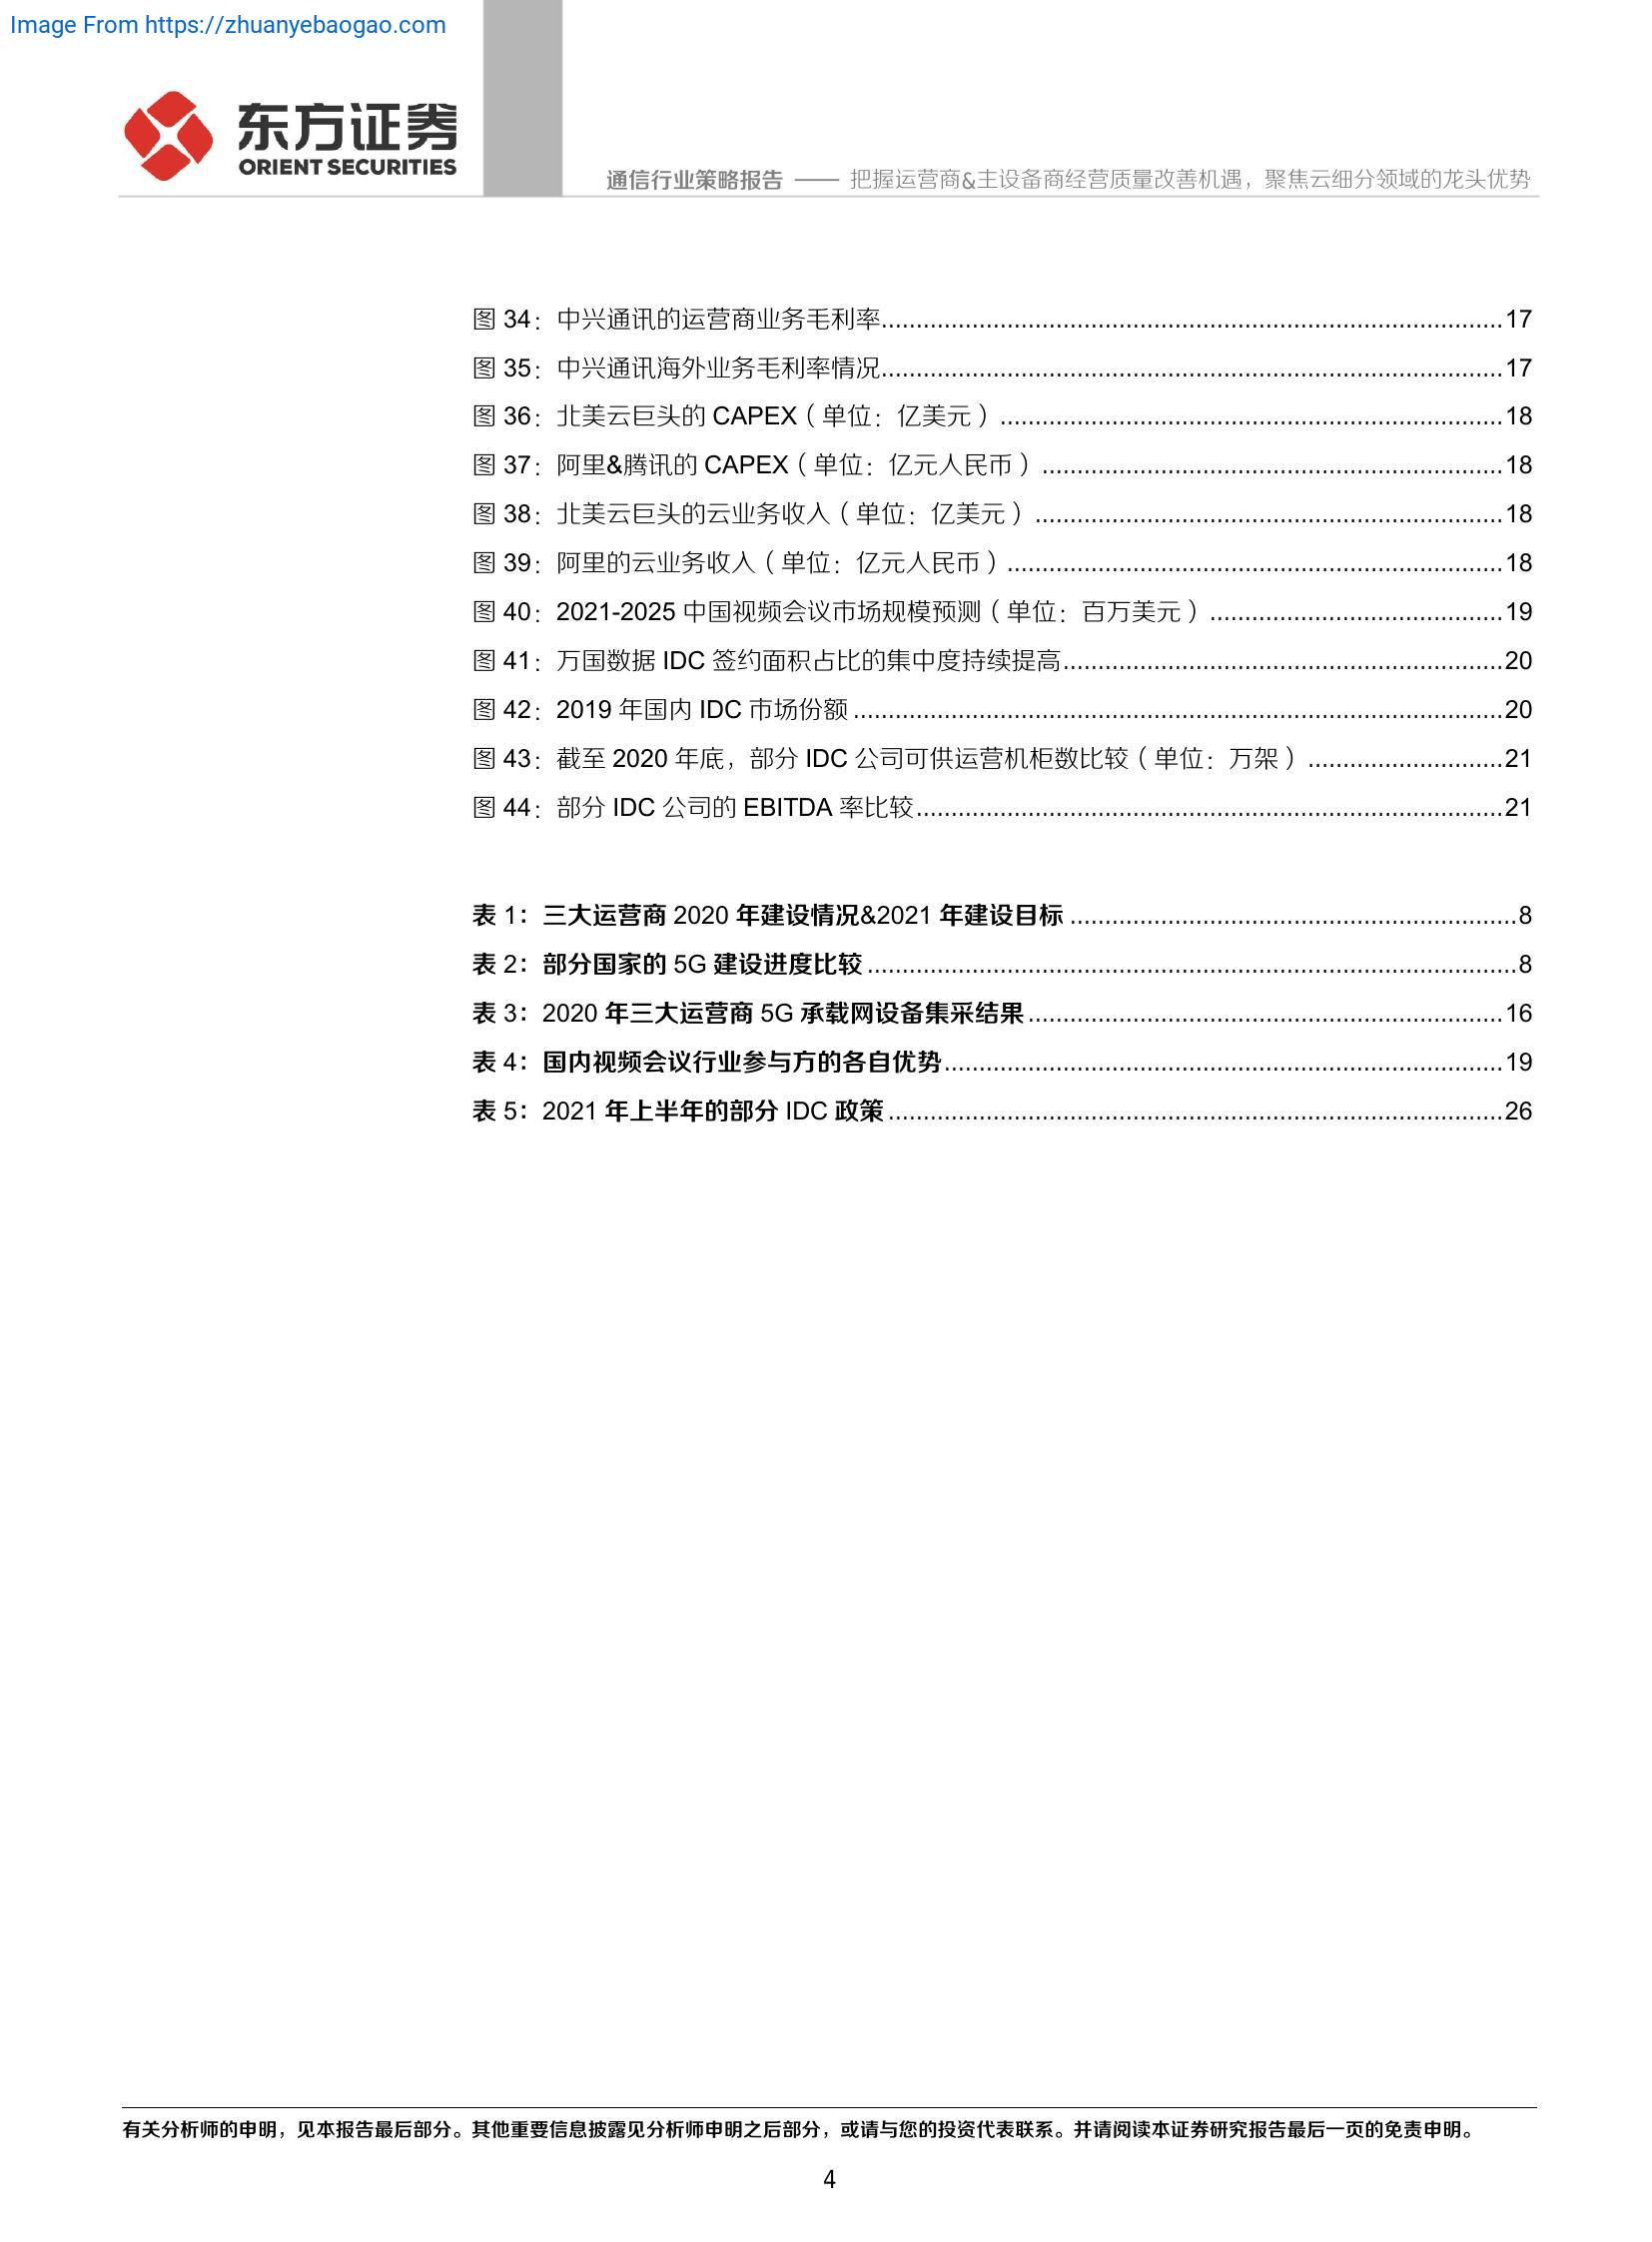 Image From https://zhuanyebaogao.com
东方证券
ORIENT SECURITIES
通信行业策略报告 —— 把握运营商&主设备商经营质量改善机遇，聚焦云细分领域的龙头优势
图 34：中兴通讯的运营商业务毛利率........................................................................................17
图 35：中兴通讯海外业务毛利率情况........................................................................................17
图 36：北美云巨头的 CAPEX（单位：亿美元）........................................................................18
图 37：阿里&腾讯的 CAPEX（单位：亿元人民币）..................................................................18
图 38：北美云巨头的云业务收入（单位：亿美元）...................................................................18
图 39：阿里的云业务收入（单位：亿元人民币）.......................................................................18
图 40：2021-2025 中国视频会议市场规模预测（单位：百万美元）..........................................19
图 41：万国数据 IDC 签约面积占比的集中度持续提高...............................................................20
图 42：2019 年国内 IDC 市场份额.............................................................................................20
图 43：截至 2020 年底，部分 IDC 公司可供运营机柜数比较（单位：万架）............................21
图 44：部分 IDC 公司的 EBITDA 率比较....................................................................................21
表 1：三大运营商 2020 年建设情况&2021 年建设目标................................................................8
表 2：部分国家的 5G 建设进度比较.............................................................................................8
表 3：2020 年三大运营商 5G 承载网设备集采结果....................................................................16
表 4：国内视频会议行业参与方的各自优势................................................................................19
表 5：2021 年上半年的部分 IDC 政策........................................................................................26
有关分析师的申明，见本报告最后部分。其他重要信息披露见分析师申明之后部分，或请与您的投资代表联系。并请阅读本证券研究报告最后一页的免责申明。
4